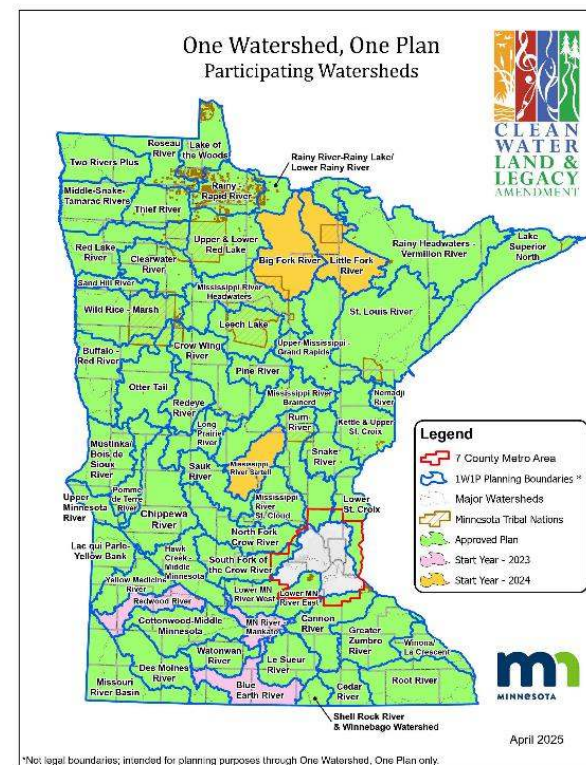 One Watershed, One Plan
Participating Watersheds
CLEAN
WATER
LAND &
LEGACY
AMENDMENT
Roseau
River
Lake of
the Woods
Two Rivers Plus
Rainy River-Rainy Lake/
Lower Rainy River
Middle-Snake-
Tamarac Rivers
Rainy
Rapid River
Thief River
Upper & Lower
Red Lake
Big Fork River
Little Fork
River
Rainy Headwaters -
Vermilion River
Lake
Superior
North
Red Lake
River
Clearwater
River
Sand Hill River
Mississippi River
Headwaters
Wild Rice - Marsh
Leech Lake
St. Louis River
Buffalo -
Red River
Crow Wing
River
Upper Mississippi -
Grand Rapids
Pine River
Otter Tail
Mississippi River
Brainerd
Nemadji
River
Redeye
River
Long
Prairie
River
Rum
River
Kettle & Upper
St. Croix
Mustinka/
Bois de
Sioux
River
Sauk
River
Mississippi
River Sartell
Snake
River
Pomme
de Terre
River
Upper
Minnesota
River
Chippewa
River
Mississippi
River
St. Cloud
Lower
St. Croix
North Fork
Crow River
Lac qui Parle-
Yellow Bank
Hawk
Creek-
Middle
Minnesota
South Fork of
the Crow River
Yellow Medicine
River
Redwood River
Lower MN
River West
Lower MN
River East
Cottonwood-Middle
Minnesota
MN River
Mankato
Cannon
River
Greater
Zumbro
River
Winona/
La Crescent
Watonwan
River
Le Sueur
River
Des Moines
River
Missouri
River Basin
Blue
Earth River
Cedar
River
Root River
Shell Rock River
& Winnebago Watershed
Legend
7 County Metro Area
1W1P Planning Boundaries *
Major Watersheds
Minnesota Tribal Nations
Approved Plan
Start Year - 2023
Start Year - 2024
mn
MINNESOTA
April 2025
*Not legal boundaries; intended for planning purposes through One Watershed, One Plan only.